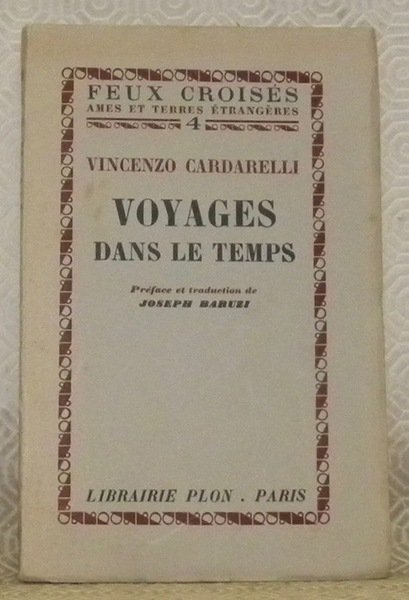 FEUX CROISÉS
AMES ET TERRES ÉTRANGÈRES
4
VINCENZO CARDARELLI
VOYAGES
DANS LE TEMPS
Préface et traduction de
JOSEPH BARUZI
LIBRAIRIE PLON . PARIS